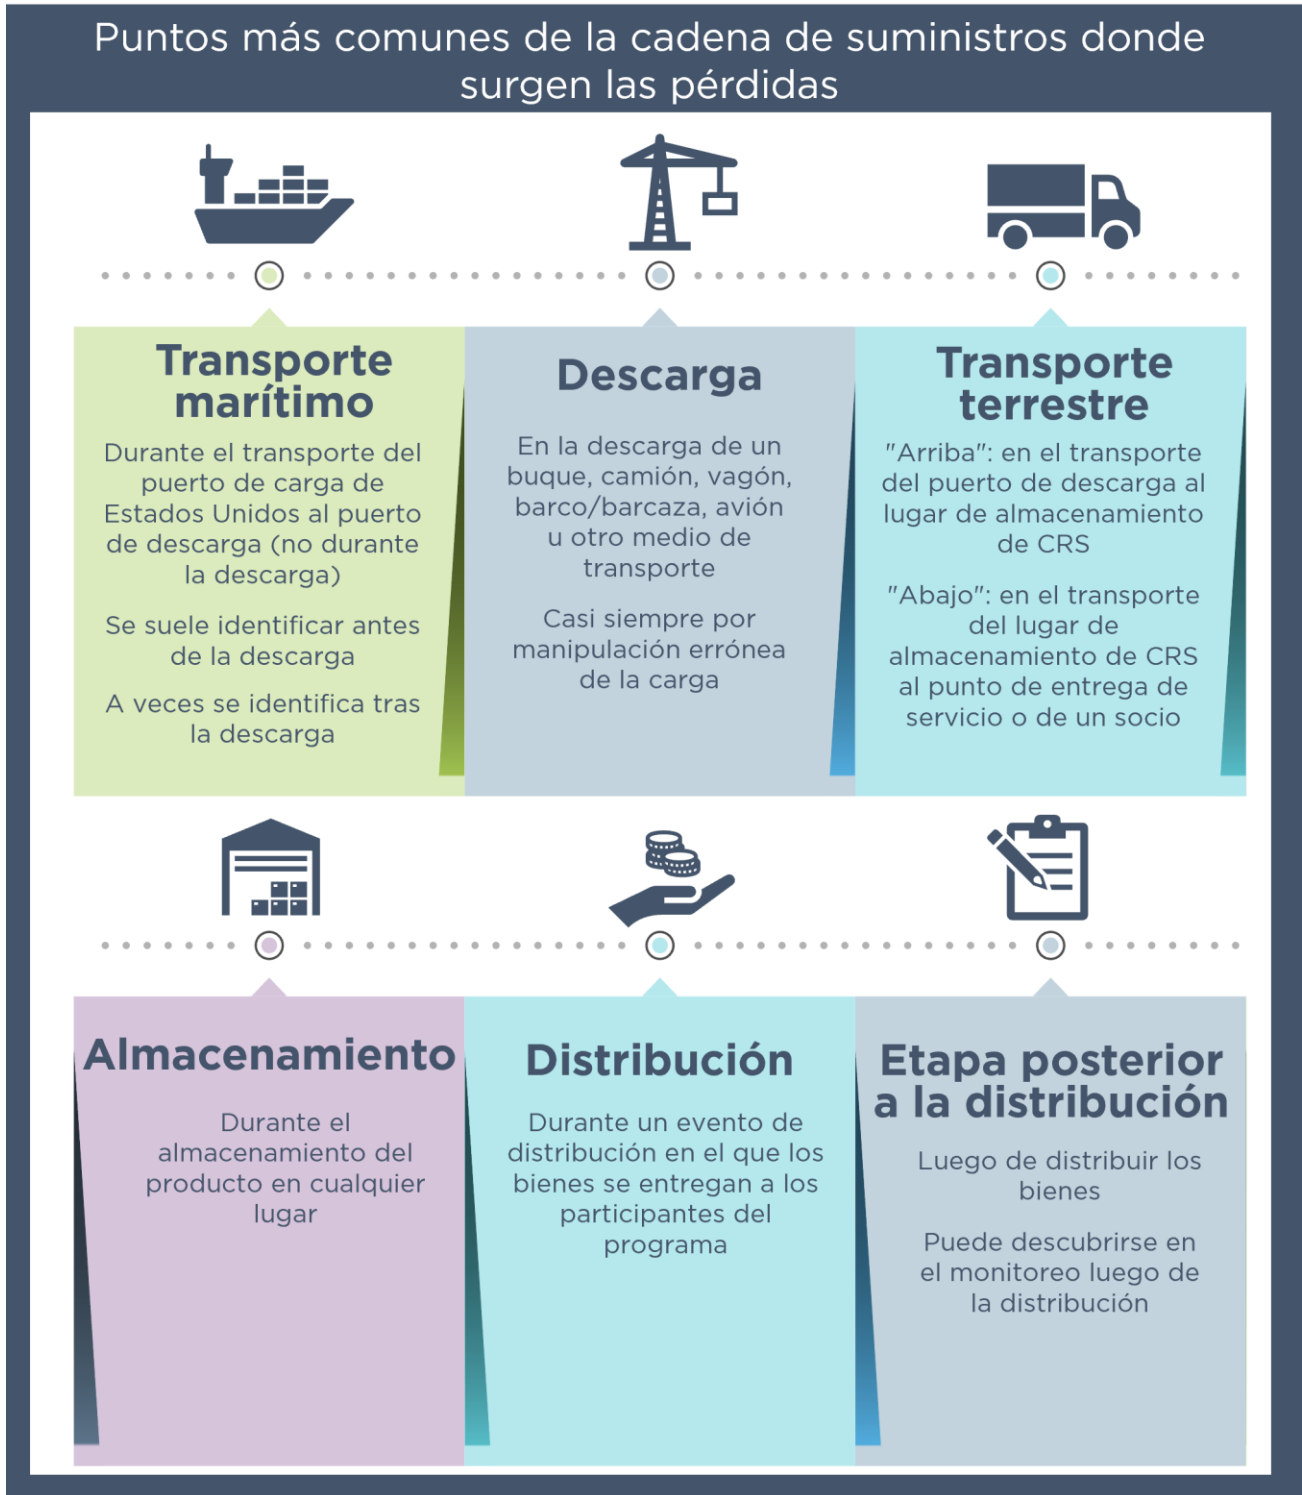 Puntos más comunes de la cadena de suministros donde
surgen las pérdidas
Transporte
marítimo
Durante el transporte del
puerto de carga de
Estados Unidos al puerto
de descarga (no durante
la descarga)
Se suele identificar antes
de la descarga
A veces se identifica tras
la descarga
Descarga
En la descarga de un
buque, camión, vagón,
barco/barcaza, avión
u otro medio de
transporte
Casi siempre por
manipulación errónea
de la carga
Transporte
terrestre
"Arriba": en el transporte
del puerto de descarga al
lugar de almacenamiento
de CRS
"Abajo": en el transporte
del lugar de
almacenamiento de CRS
al punto de entrega de
servicio o de un socio
Almacenamiento
Durante el
almacenamiento del
producto en cualquier
lugar
Distribución
Durante un evento de
distribución en el que los
bienes se entregan a los
participantes del
programa
Etapa posterior
a la distribución
Luego de distribuir los
bienes
Puede descubrirse en
el monitoreo luego de
la distribución